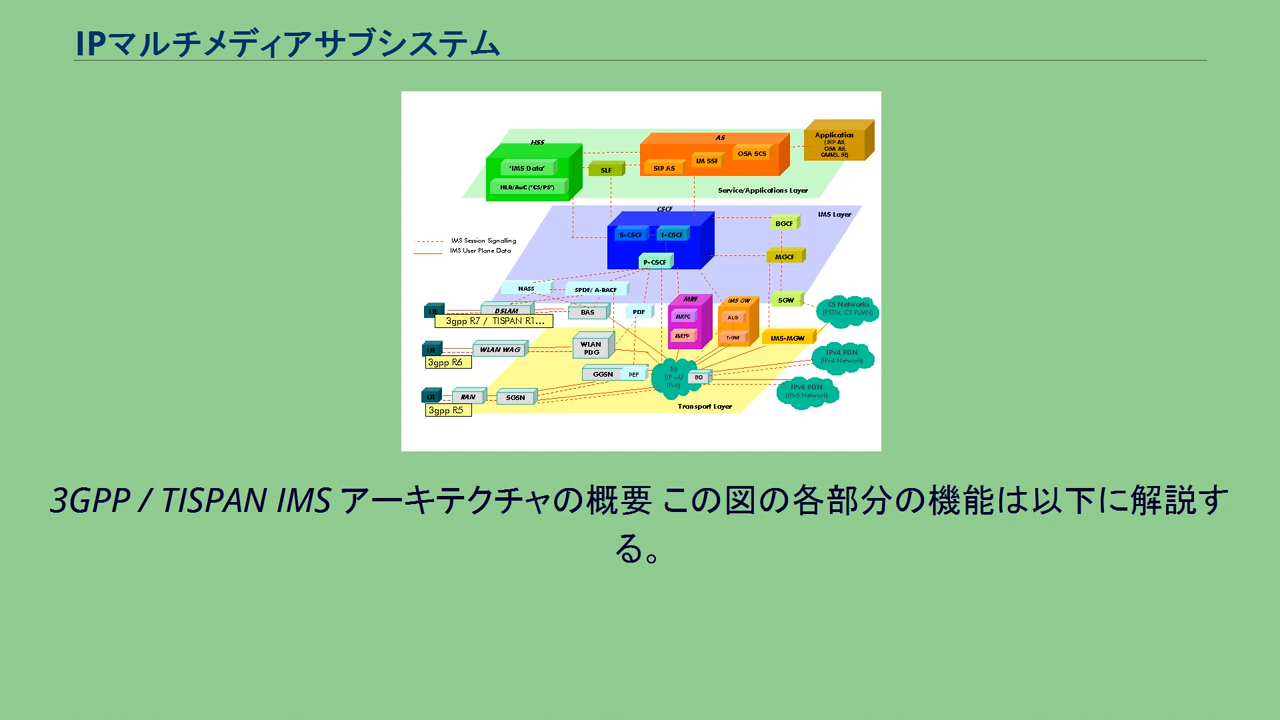 IPマルチメディアサブシステム
HSS
'IMS Data'
HLR/AuC ('CS/PS')
SLF
AS
SIP AS
IM SSF
OSA SCS
Application
(SIP AS,
OSA AS,
CAMEL SE)
Service/Applications Layer
CSCF
S-CSCF
I-CSCF
P-CSCF
IMS Layer
BGCF
MGCF
SGW
IMS Session Signalling
IMS User Plane Data
NASS
SPDF/ A-RACF
PDF
MRF
MRFC
MRFP
IMS GW
ALG
TrGW
IMS-MGW
CS Networks
(PSTN, CS PLMN)
IPv4 PDN
(IPv4 Network)
IPv6 PDN
(IPv6 Network)
UE
DSLAM
BAS
3gpp R7 / TISPAN R1...
UE
WLAN WAG
WLAN
PDG
3gpp R6
GGSN
PEF
BB
(IPv4/
IPv6)
BG
UE
RAN
SGSN
3gpp R5
Transport Layer
3GPP / TISPAN IMS アーキテクチャの概要 この図の各部分の機能は以下に解説す
る。